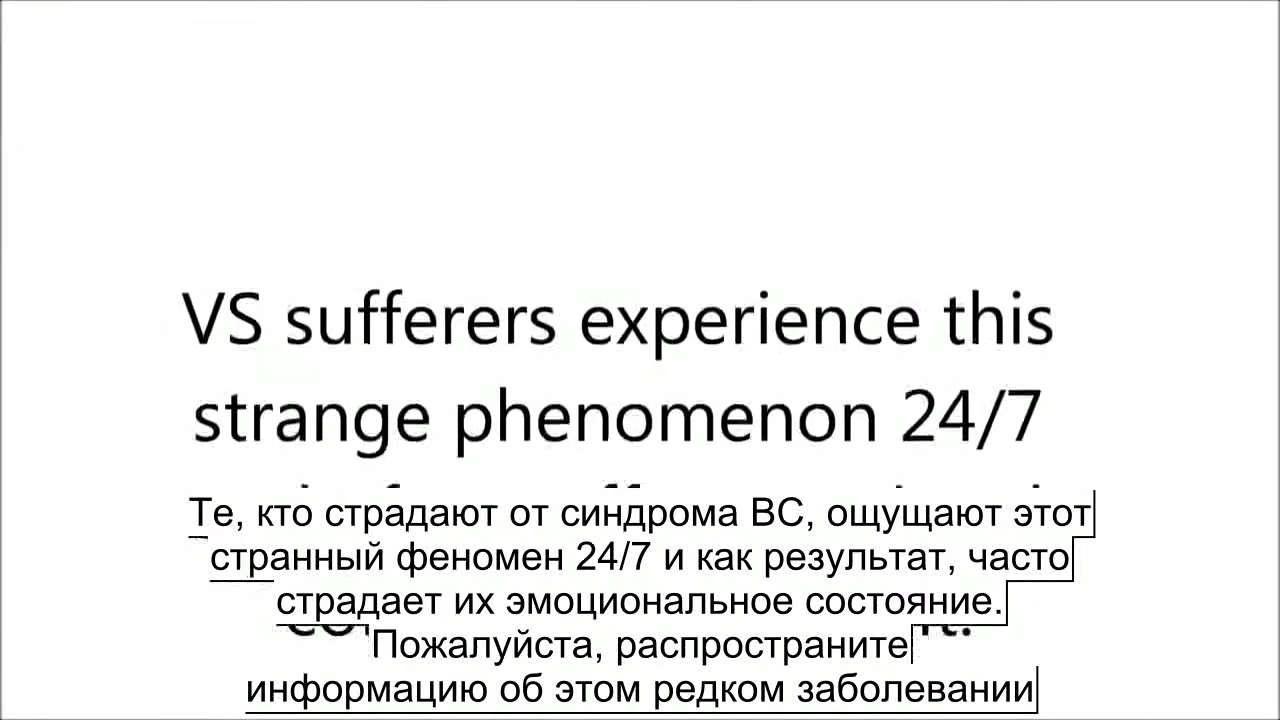 VS sufferers experience this
strange phenomenon 24/7
Те, кто страдают от синдрома ВС, ощущают этот
странный феномен 24/7 и как результат, часто
страдает их эмоциональное состояние.
Пожалуйста, распространите
информацию об этом редком заболевании